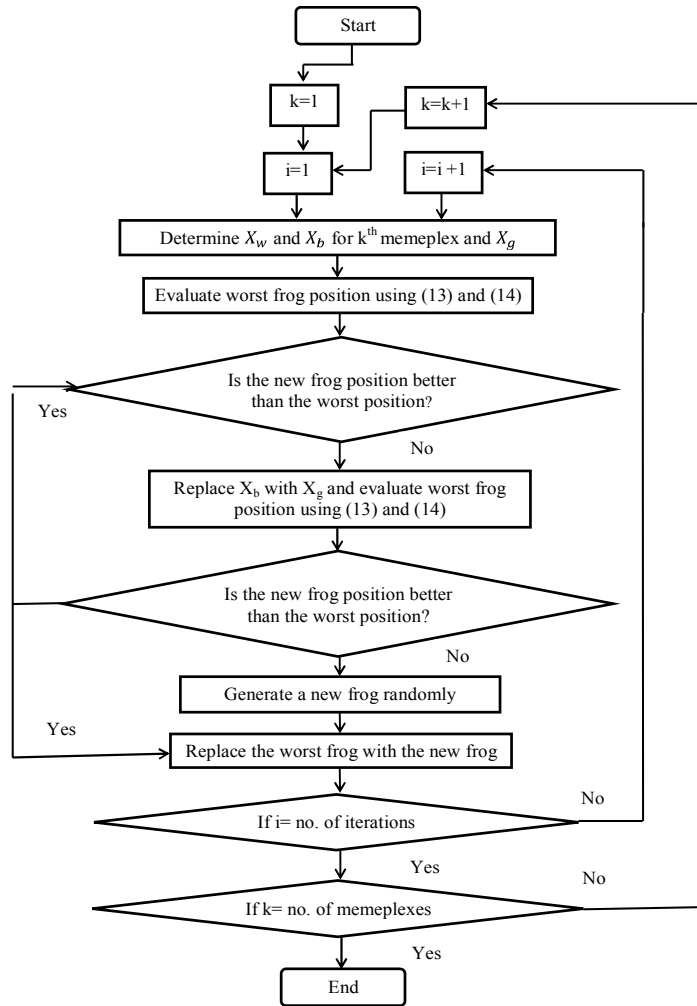 Start
k=1
k=k+1
i=1
i=i +1
Determine X_w and X_b for k^th memeplex and X_g
Evaluate worst frog position using (13) and (14)
Is the new frog position better
than the worst position?
Yes
No
Replace X_b with X_g and evaluate worst frog
position using (13) and (14)
Is the new frog position better
than the worst position?
No
Generate a new frog randomly
Yes
Replace the worst frog with the new frog
No
If i= no. of iterations
Yes
No
If k= no. of memeplexes
Yes
End